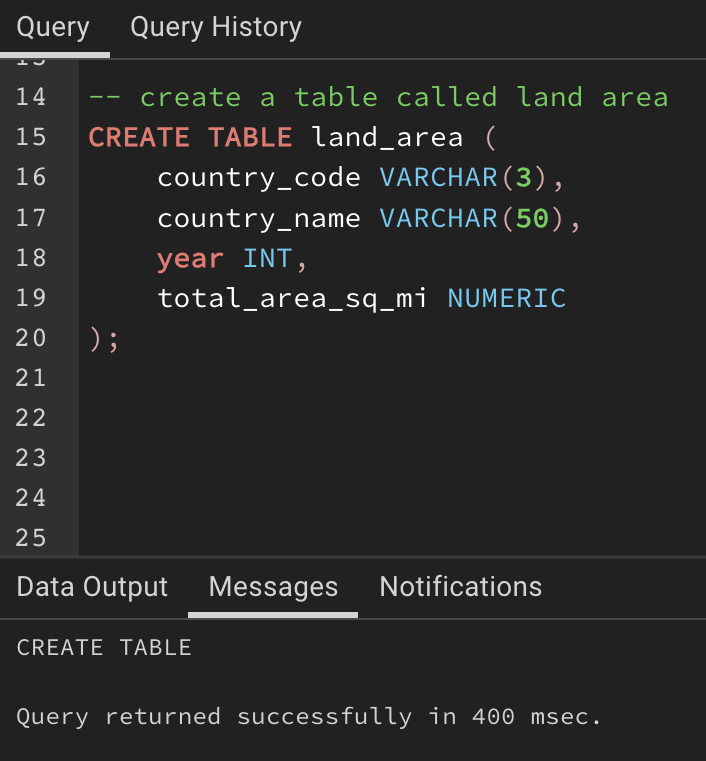 Query Query History
14 -- create a table called land area
15 CREATE TABLE land_area (
16 country_code VARCHAR(3),
17 country_name VARCHAR(50),
18 year INT,
19 total_area_sq_mi NUMERIC
20 );
21
22
23
24
25
Data Output Messages Notifications
CREATE TABLE
Query returned successfully in 400 msec.